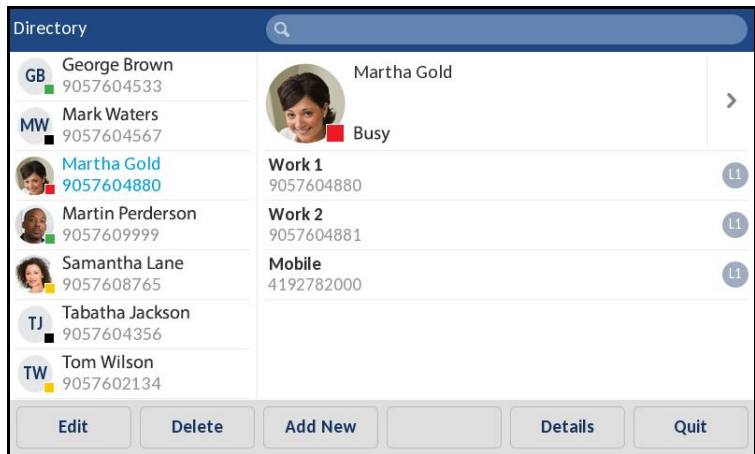 Directory
GB
George Brown
9057604533
MW
Mark Waters
9057604567
Martha Gold
9057604880
Martin Perderson
9057609999
Samantha Lane
9057608765
TJ
Tabatha Jackson
9057604356
TW
Tom Wilson
9057602134
Martha Gold
Busy
Work 1
9057604880
L1
Work 2
9057604881
L1
Mobile
4192782000
L1
Edit
Delete
Add New
Details
Quit